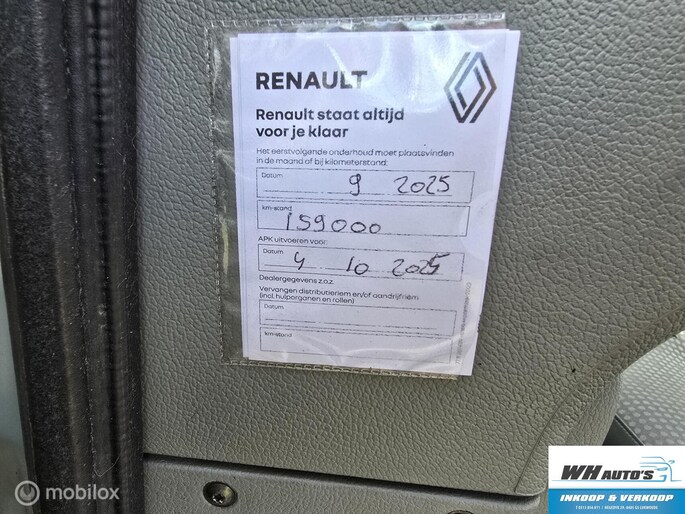 RENAULT
Renault staat altijd
voor je klaar
Het eerstvolgende onderhoud moet plaatsvinden
in de maand of bij kilometerstand:
Datum
9 2025
km-stand
159000
APK uitvoeren voor:
Datum
4 10 2025
Dealergegevens z.o.z.
Vervangen distributieriem en/of aandrijfriem
(incl. hulporganen en rollen)
Datum
km-stand
WH AUTO'S
INKOOP & VERKOOP
mobilox